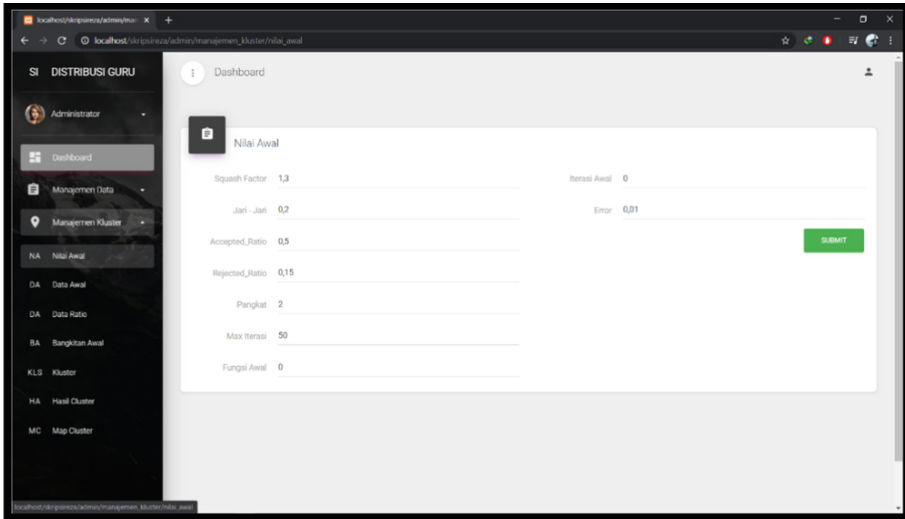 localhost/skripsireza/admin/man
localhost/skripsireza/admin/manajemen_kluster/nilai_awal
SI DISTRIBUSI GURU
Administrator
Dashboard
Manajemen Data
Manajemen Kluster
NA Nilai Awal
DA Data Awal
DA Data Ratio
BA Bangkitan Awal
KLS Kluster
HA Hasil Cluster
MC Map Cluster
Dashboard
Nilai Awal
Squash Factor 1,3
Jari - Jari 0,2
Accepted_Ratio 0,5
Rejected_Ratio 0,15
Pangkat 2
Max Iterasi 50
Fungsi Awal 0
Iterasi Awal 0
Error 0,01
SUBMIT
localhost/skripsireza/admin/manajemen_kluster/nilai_awal